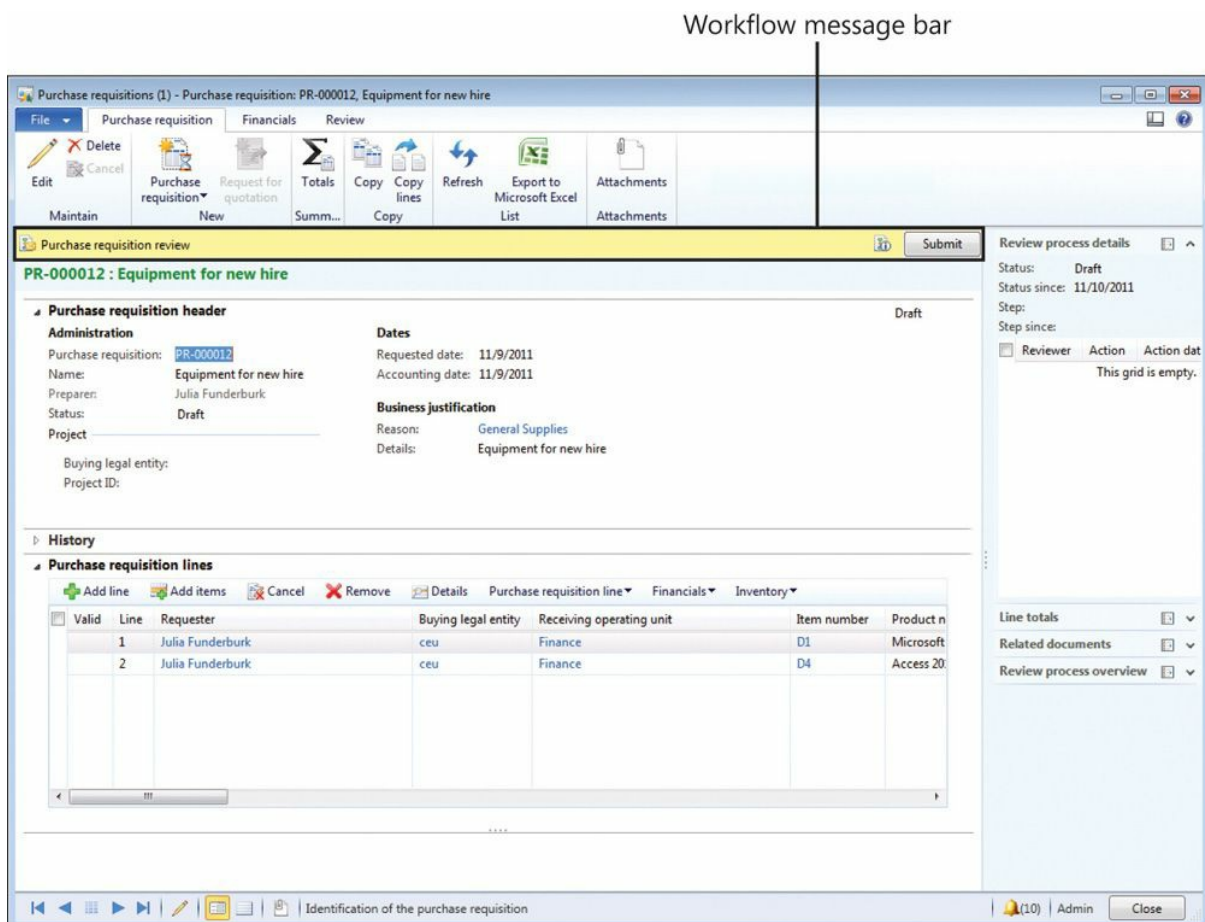 Workflow message bar
Purchase requisitions (1) - Purchase requisition: PR-000012, Equipment for new hire
File Purchase requisition Financials Review
Edit
Delete
Cancel
Maintain
Purchase requisition
Request for quotation
New
Totals
Summ...
Copy
Copy lines
Copy
Refresh
Export to Microsoft Excel
List
Attachments
Attachments
Purchase requisition review Submit
PR-000012 : Equipment for new hire
Purchase requisition header Draft
Administration
Purchase requisition: PR-000012
Name: Equipment for new hire
Preparer: Julia Funderburk
Status: Draft
Project
Buying legal entity:
Project ID:
Dates
Requested date: 11/9/2011
Accounting date: 11/9/2011
Business justification
Reason: General Supplies
Details: Equipment for new hire
History
Purchase requisition lines
Add line Add items Cancel Remove Details Purchase requisition line Financials Inventory
Valid Line Requester Buying legal entity Receiving operating unit Item number Product n
1 Julia Funderburk ceu Finance D1 Microsoft
2 Julia Funderburk ceu Finance D4 Access 20
Review process details
Status: Draft
Status since: 11/10/2011
Step:
Step since:
Reviewer Action Action dat
This grid is empty.
Line totals
Related documents
Review process overview
Identification of the purchase requisition (10) Admin Close